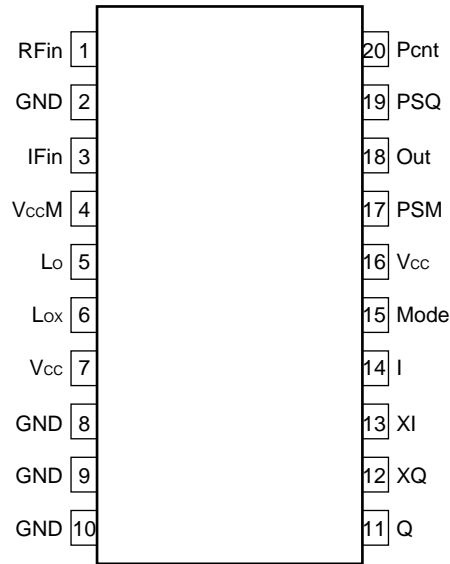 RFin 1 20 Pcnt
GND 2 19 PSQ
IFin 3 18 Out
VccM 4 17 PSM
Lo 5 16 Vcc
Lox 6 15 Mode
Vcc 7 14 I
GND 8 13 XI
GND 9 12 XQ
GND 10 11 Q